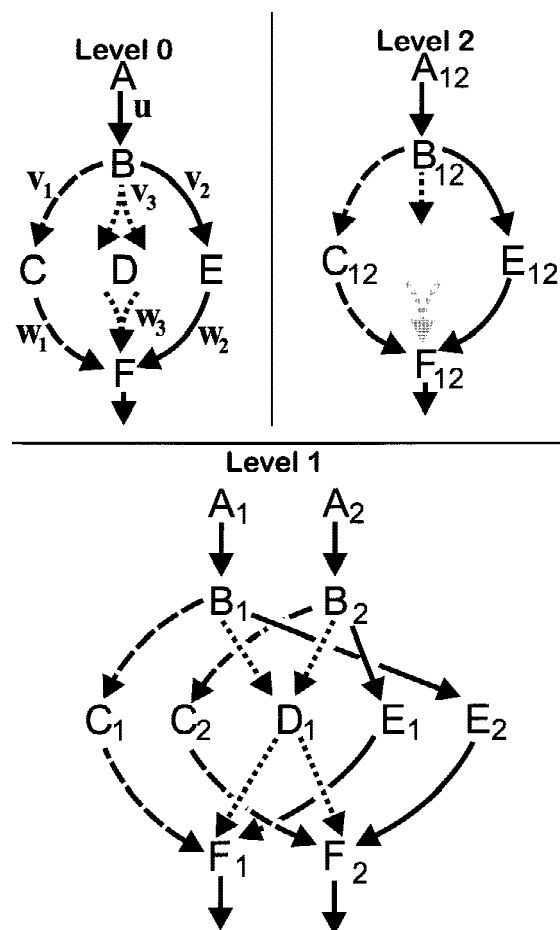 Level 0
A
u
B
v1 v3 v2
C D E
w1 w3 w2
F
Level 2
A12
B12
C12 E12
F12
Level 1
A1 A2
B1 B2
C1 C2 D1 E1 E2
F1 F2